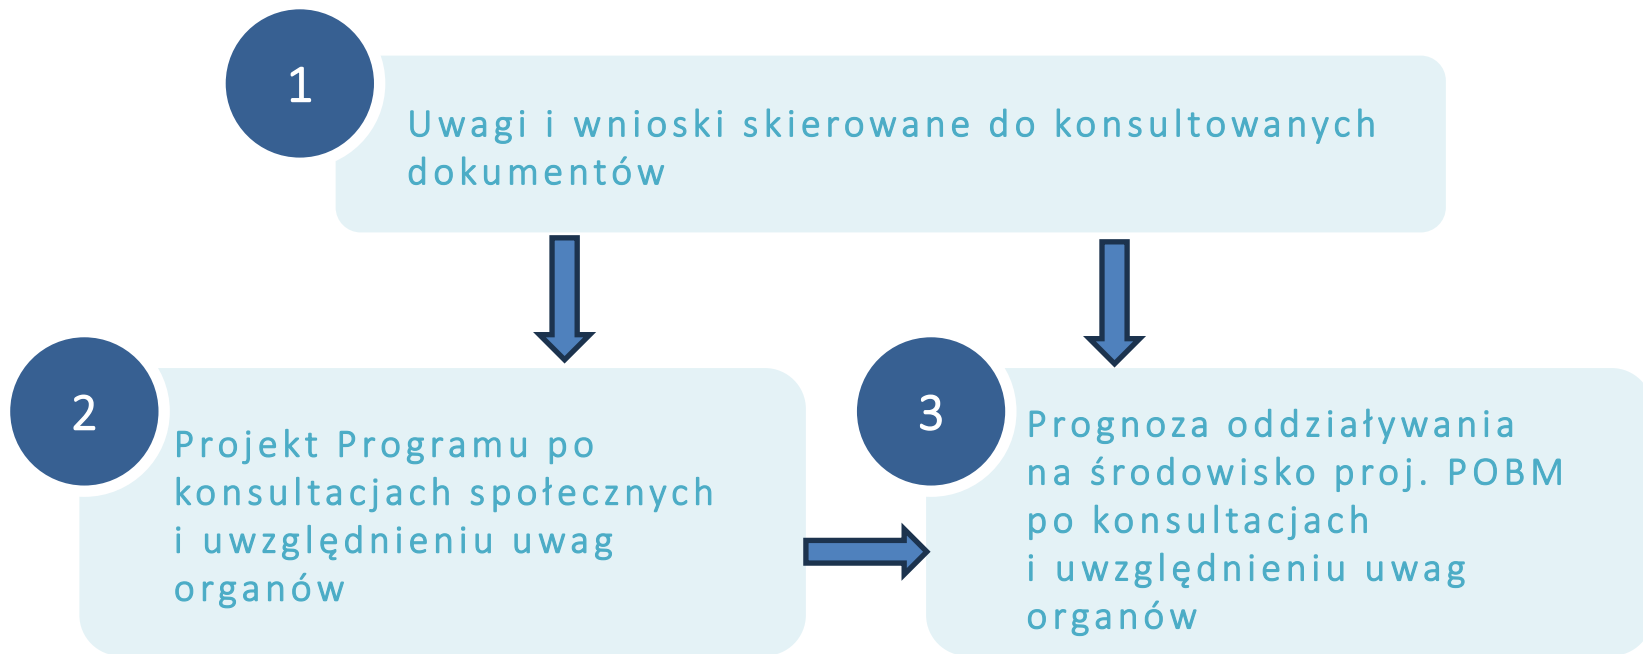 1
Uwagi i wnioski skierowane do konsultowanych
dokumentów
2
Projekt Programu po
konsultacjach społecznych
i uwzględnieniu uwag
organów
3
Prognoza oddziaływania
na środowisko proj. POBM
po konsultacjach
i uwzględnieniu uwag
organów